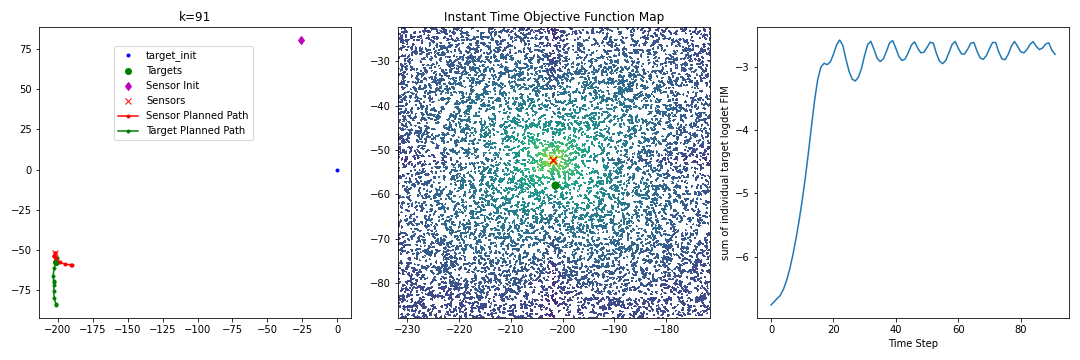 k=91
75
50
25
0
−25
−50
−75
−200 −175 −150 −125 −100 −75 −50 −25 0
target_init
Targets
Sensor Init
Sensors
Sensor Planned Path
Target Planned Path
Instant Time Objective Function Map
−30
−40
−50
−60
−70
−80
−230 −220 −210 −200 −190 −180
sum of individual target logdet FIM
−3
−4
−5
−6
0 20 40 60 80
Time Step